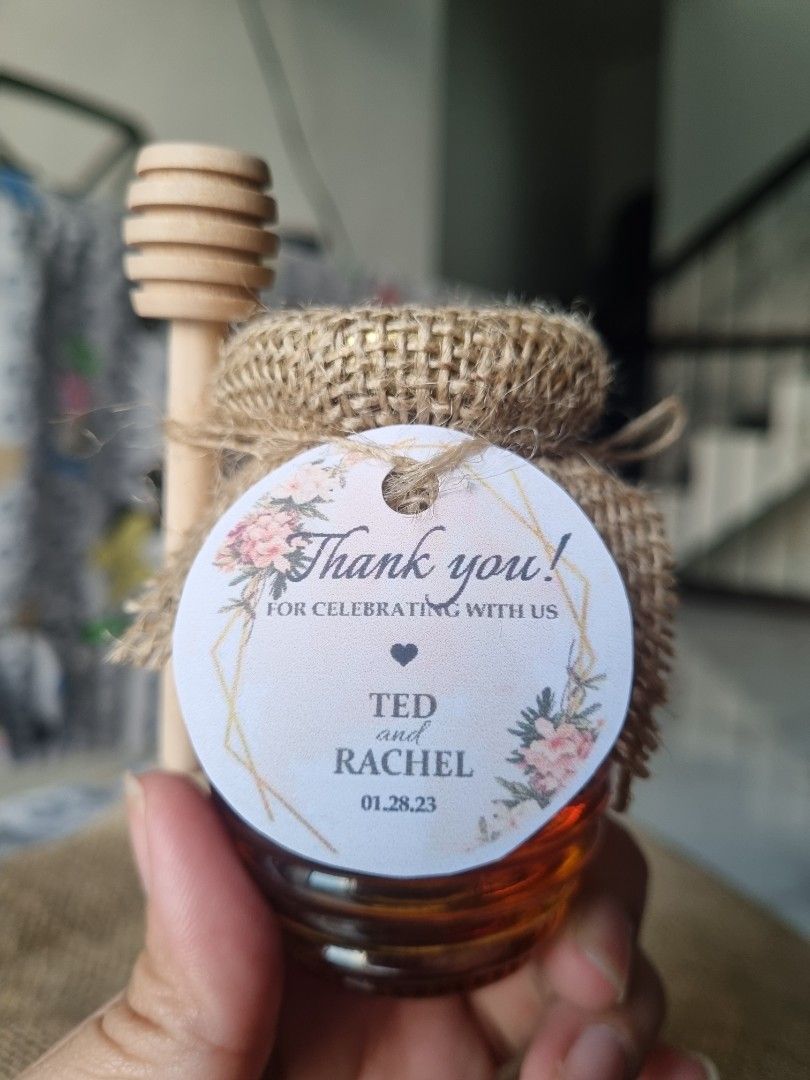 Thank you!
FOR CELEBRATING WITH US
TED
and
RACHEL
01.28.23